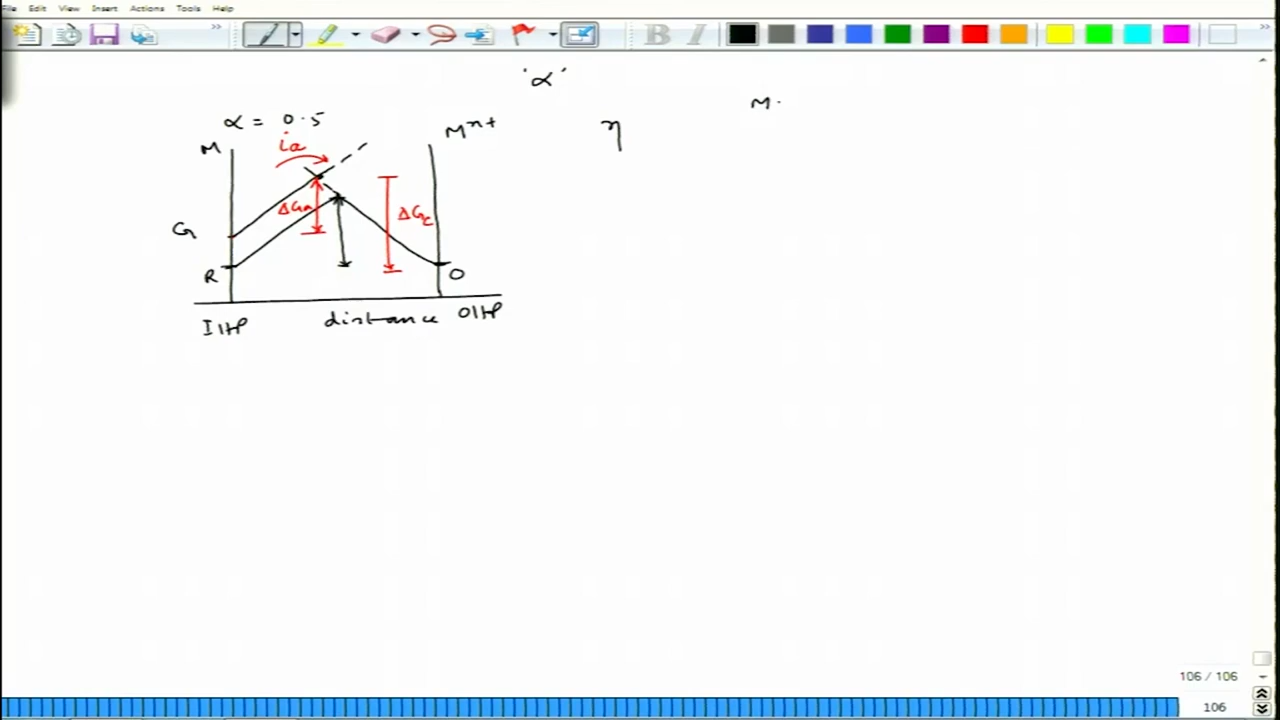 File Edit View Insert Actions Tools Help
B I
'α'
M.
α = 0.5
η
M
ia
Mⁿ⁺
ΔGa
ΔGc
G
R
O
IHP
distance
OHP
106 / 106
106